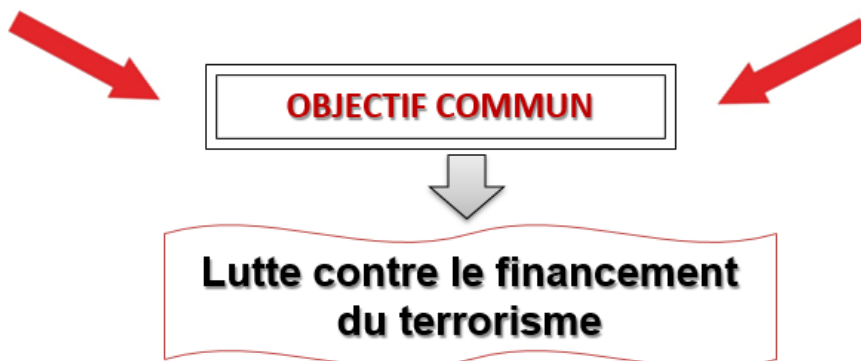 OBJECTIF COMMUN
Lutte contre le financement
du terrorisme